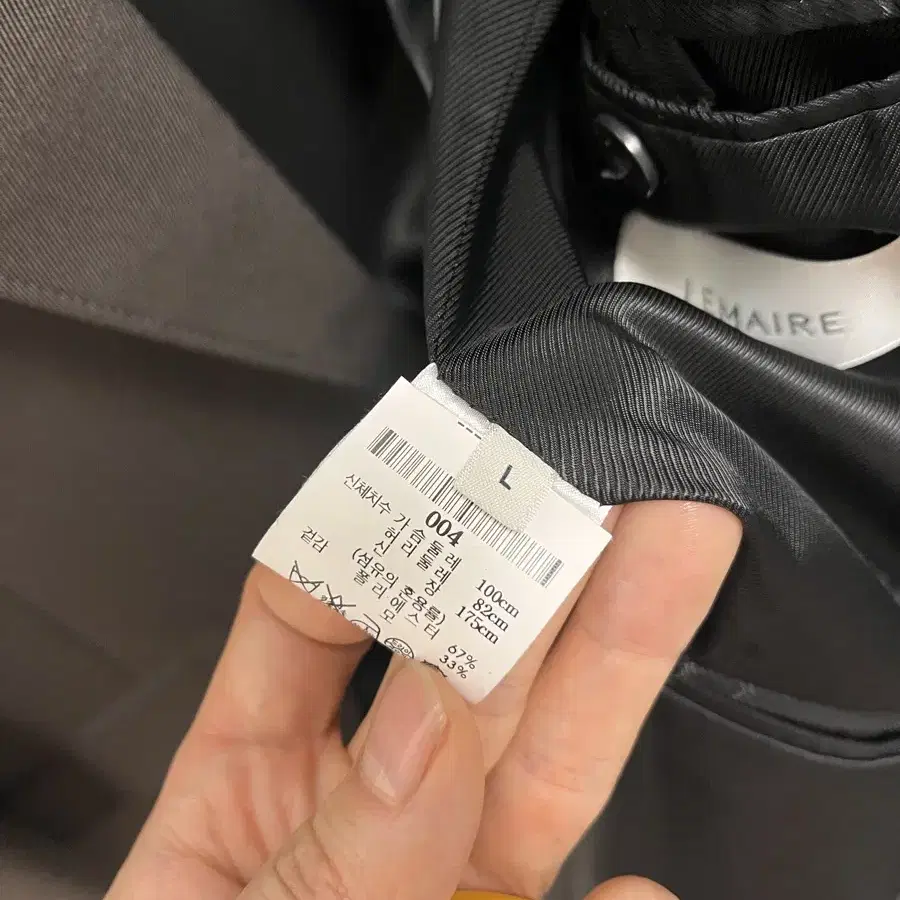 LEMAIRE
L
004
신체치수 가슴둘레 100cm
허리둘레 82cm
신 장 175cm
(섬유의 혼용률)
겉감 폴리에스터 67%
모 33%